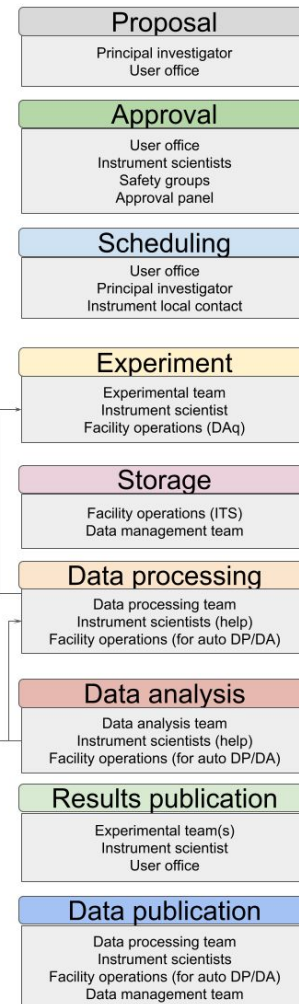 Proposal
Principal investigator
User office
Approval
User office
Instrument scientists
Safety groups
Approval panel
Scheduling
User office
Principal investigator
Instrument local contact
Experiment
Experimental team
Instrument scientist
Facility operations (DAq)
Storage
Facility operations (ITS)
Data management team
Data processing
Data processing team
Instrument scientists (help)
Facility operations (for auto DP/DA)
Data analysis
Data analysis team
Instrument scientists (help)
Facility operations (for auto DP/DA)
Results publication
Experimental team(s)
Instrument scientist
User office
Data publication
Data processing team
Instrument scientists
Facility operations (for auto DP/DA)
Data management team